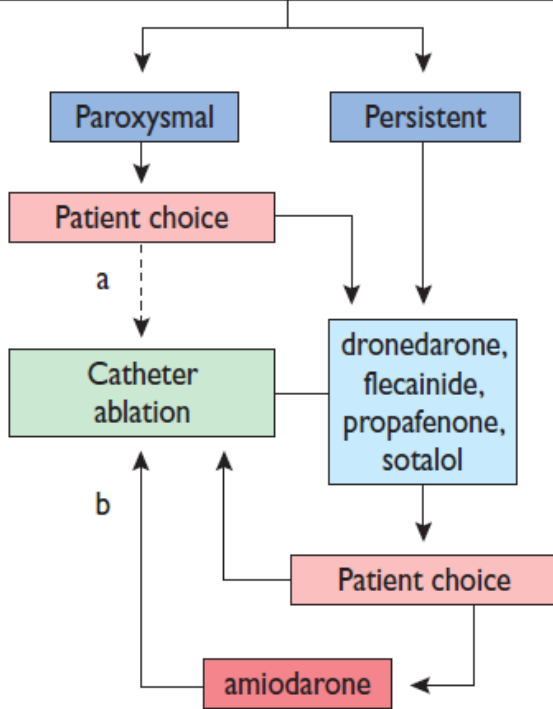 Paroxysmal
Persistent
Patient choice
a
Catheter
ablation
dronedarone,
flecainide,
propafenone,
sotalol
b
Patient choice
amiodarone